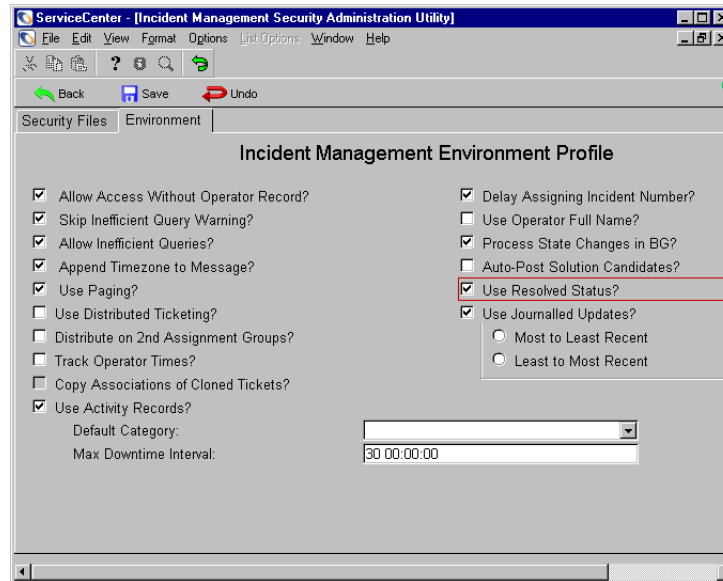 ServiceCenter - [Incident Management Security Administration Utility]
File Edit View Format Options List Options Window Help
Back Save Undo
Security Files Environment
Incident Management Environment Profile
Allow Access Without Operator Record?
Skip Inefficient Query Warning?
Allow Inefficient Queries?
Append Timezone to Message?
Use Paging?
Use Distributed Ticketing?
Distribute on 2nd Assignment Groups?
Track Operator Times?
Copy Associations of Cloned Tickets?
Use Activity Records?
Default Category:
Max Downtime Interval: 30 00:00:00
Delay Assigning Incident Number?
Use Operator Full Name?
Process State Changes in BG?
Auto-Post Solution Candidates?
Use Resolved Status?
Use Journalled Updates?
Most to Least Recent
Least to Most Recent